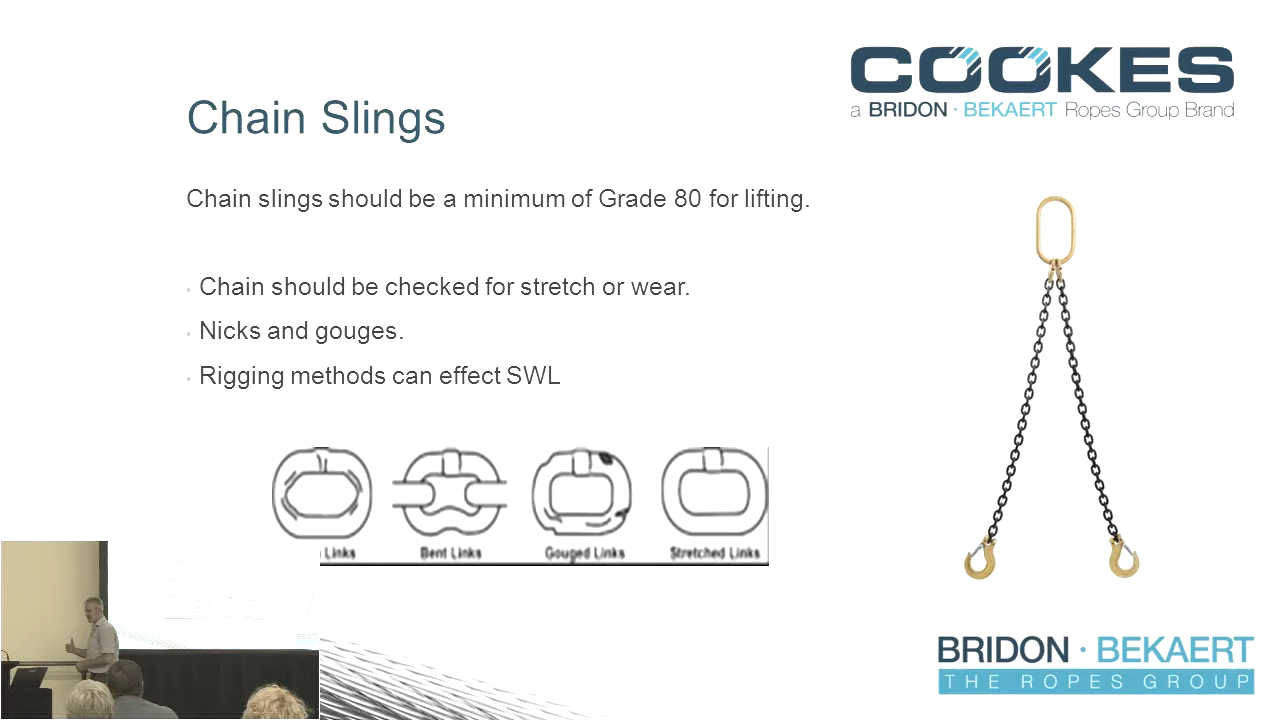 COOKES
a BRIDON · BEKAERT Ropes Group Brand
Chain Slings
Chain slings should be a minimum of Grade 80 for lifting.
· Chain should be checked for stretch or wear.
· Nicks and gouges.
· Rigging methods can effect SWL
Links Bent Links Gouged Links Stretched Links
BRIDON · BEKAERT
THE ROPES GROUP